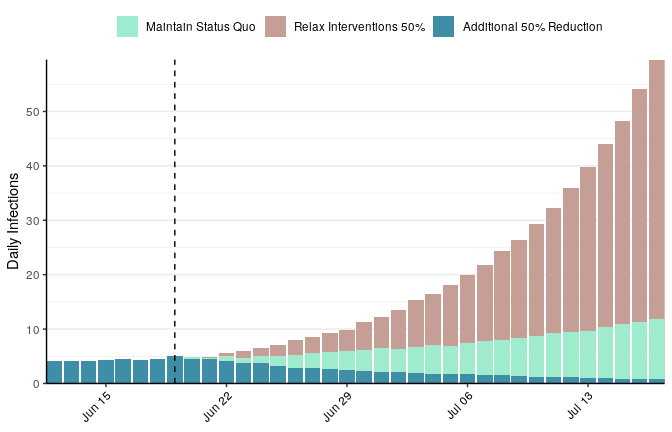 Maintain Status Quo Relax Interventions 50% Additional 50% Reduction
Daily Infections
50
40
30
20
10
0
Jun 15 Jun 22 Jun 29 Jul 06 Jul 13